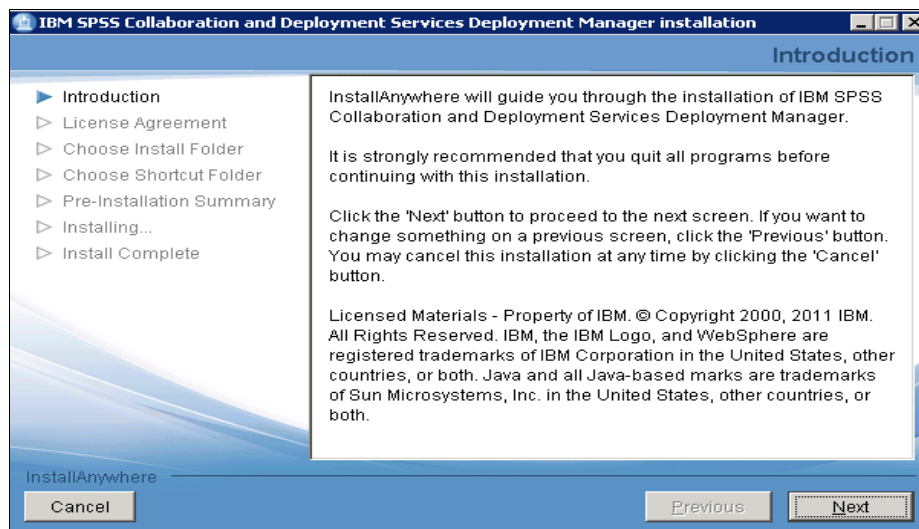 IBM SPSS Collaboration and Deployment Services Deployment Manager installation
Introduction
Introduction
License Agreement
Choose Install Folder
Choose Shortcut Folder
Pre-Installation Summary
Installing...
Install Complete
InstallAnywhere will guide you through the installation of IBM SPSS
Collaboration and Deployment Services Deployment Manager.
It is strongly recommended that you quit all programs before
continuing with this installation.
Click the 'Next' button to proceed to the next screen. If you want to
change something on a previous screen, click the 'Previous' button.
You may cancel this installation at any time by clicking the 'Cancel'
button.
Licensed Materials - Property of IBM. © Copyright 2000, 2011 IBM.
All Rights Reserved. IBM, the IBM Logo, and WebSphere are
registered trademarks of IBM Corporation in the United States, other
countries, or both. Java and all Java-based marks are trademarks
of Sun Microsystems, Inc. in the United States, other countries, or
both.
InstallAnywhere
Cancel
Previous
Next